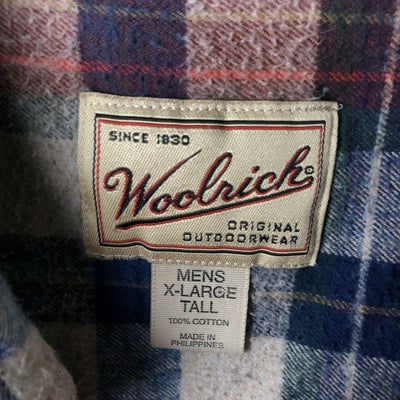 SINCE 1830
Woolrich®
ORIGINAL
OUTDOORWEAR
MENS
X-LARGE
TALL
100% COTTON
MADE IN
PHILIPPINES